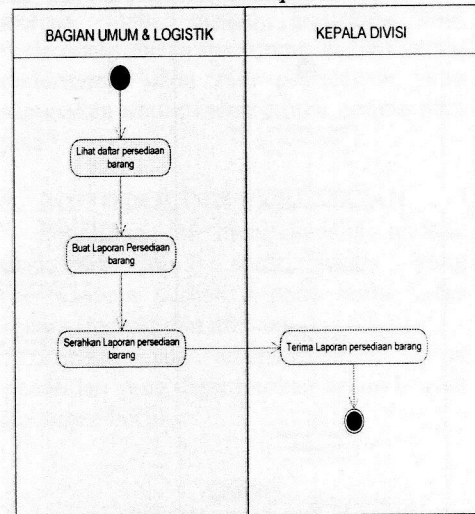 BAGIAN UMUM & LOGISTIK
KEPALA DIVISI
Lihat daftar persediaan
barang
Buat Laporan Persediaan
barang
Serahkan Laporan persediaan
barang
Terima Laporan persediaan barang